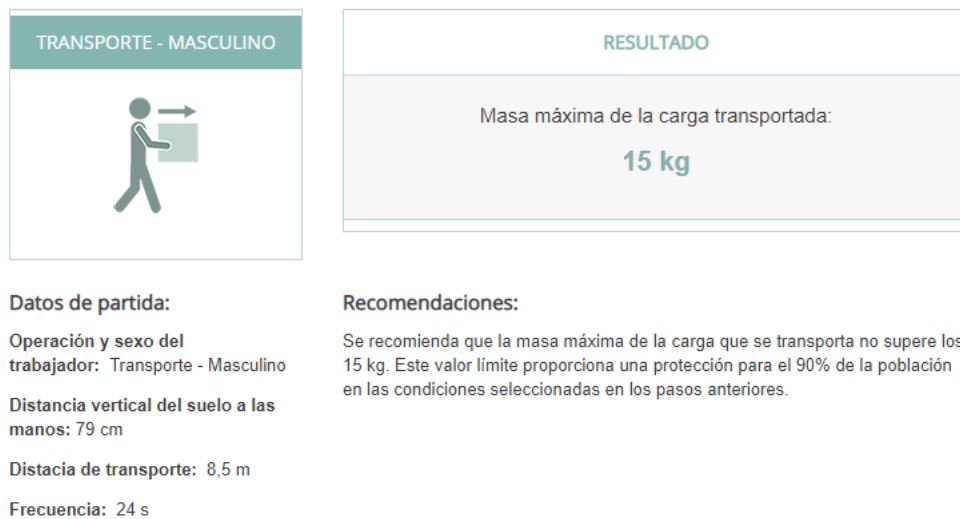 TRANSPORTE - MASCULINO
RESULTADO
Masa máxima de la carga transportada:
15 kg
Datos de partida:
Operación y sexo del
trabajador: Transporte - Masculino
Distancia vertical del suelo a las
manos: 79 cm
Distacia de transporte: 8,5 m
Frecuencia: 24 s
Recomendaciones:
Se recomienda que la masa máxima de la carga que se transporta no supere los
15 kg. Este valor límite proporciona una protección para el 90% de la población
en las condiciones seleccionadas en los pasos anteriores.